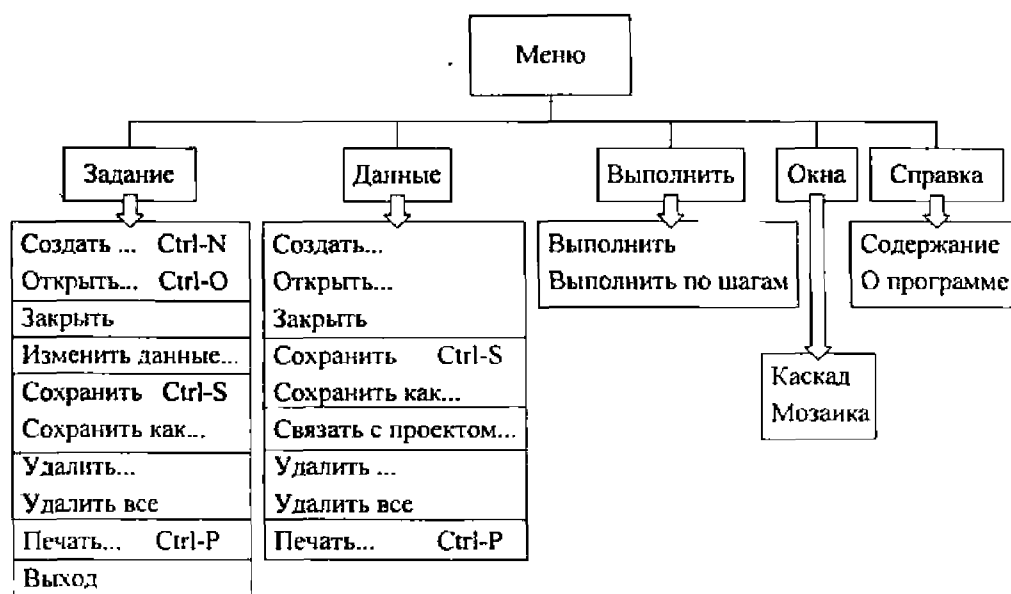 Меню
Задание
Данные
Выполнить
Окна
Справка
Создать ... Ctrl-N
Открыть... Ctrl-O
Закрыть
Изменить данные...
Сохранить Ctrl-S
Сохранить как...
Удалить...
Удалить все
Печать... Ctrl-P
Выход
Создать...
Открыть...
Закрыть
Сохранить Ctrl-S
Сохранить как...
Связать с проектом...
Удалить ...
Удалить все
Печать... Ctrl-P
Выполнить
Выполнить по шагам
Каскад
Мозаика
Содержание
О программе